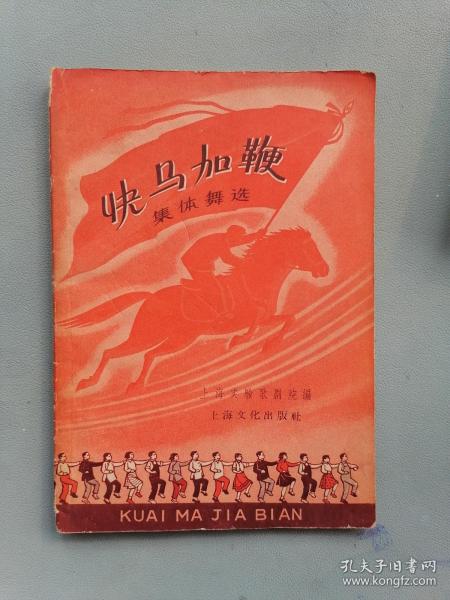 快马加鞭
集体舞选
上海实验歌剧院编
上海文化出版社
KUAI MA JIA BIAN
孔夫子旧书网
www.kongfz.com